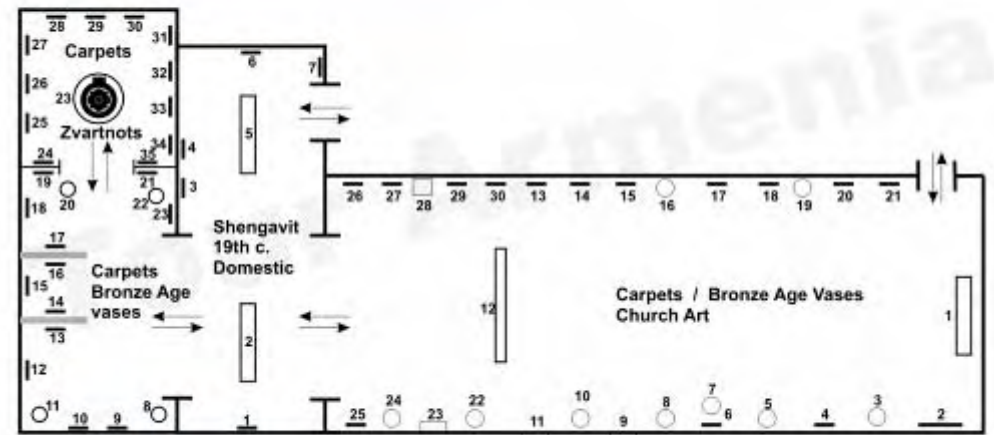 Armenia
28 29 30
27
Carpets
31
26
32
23
33
25
Zvartnots
34
24
35
4
19
21
3
18
20
22
23
17
16
15
14
13
12
Carpets
Bronze Age
vases
11
10
9
8
6
7
5
Shengavit
19th c.
Domestic
2
1
26 27 28 29 30 13 14 15 16 17 18 19 20 21
12
Carpets / Bronze Age Vases
Church Art
1
25 24 23 22 11 10 9 8 7 6 5 4 3 2